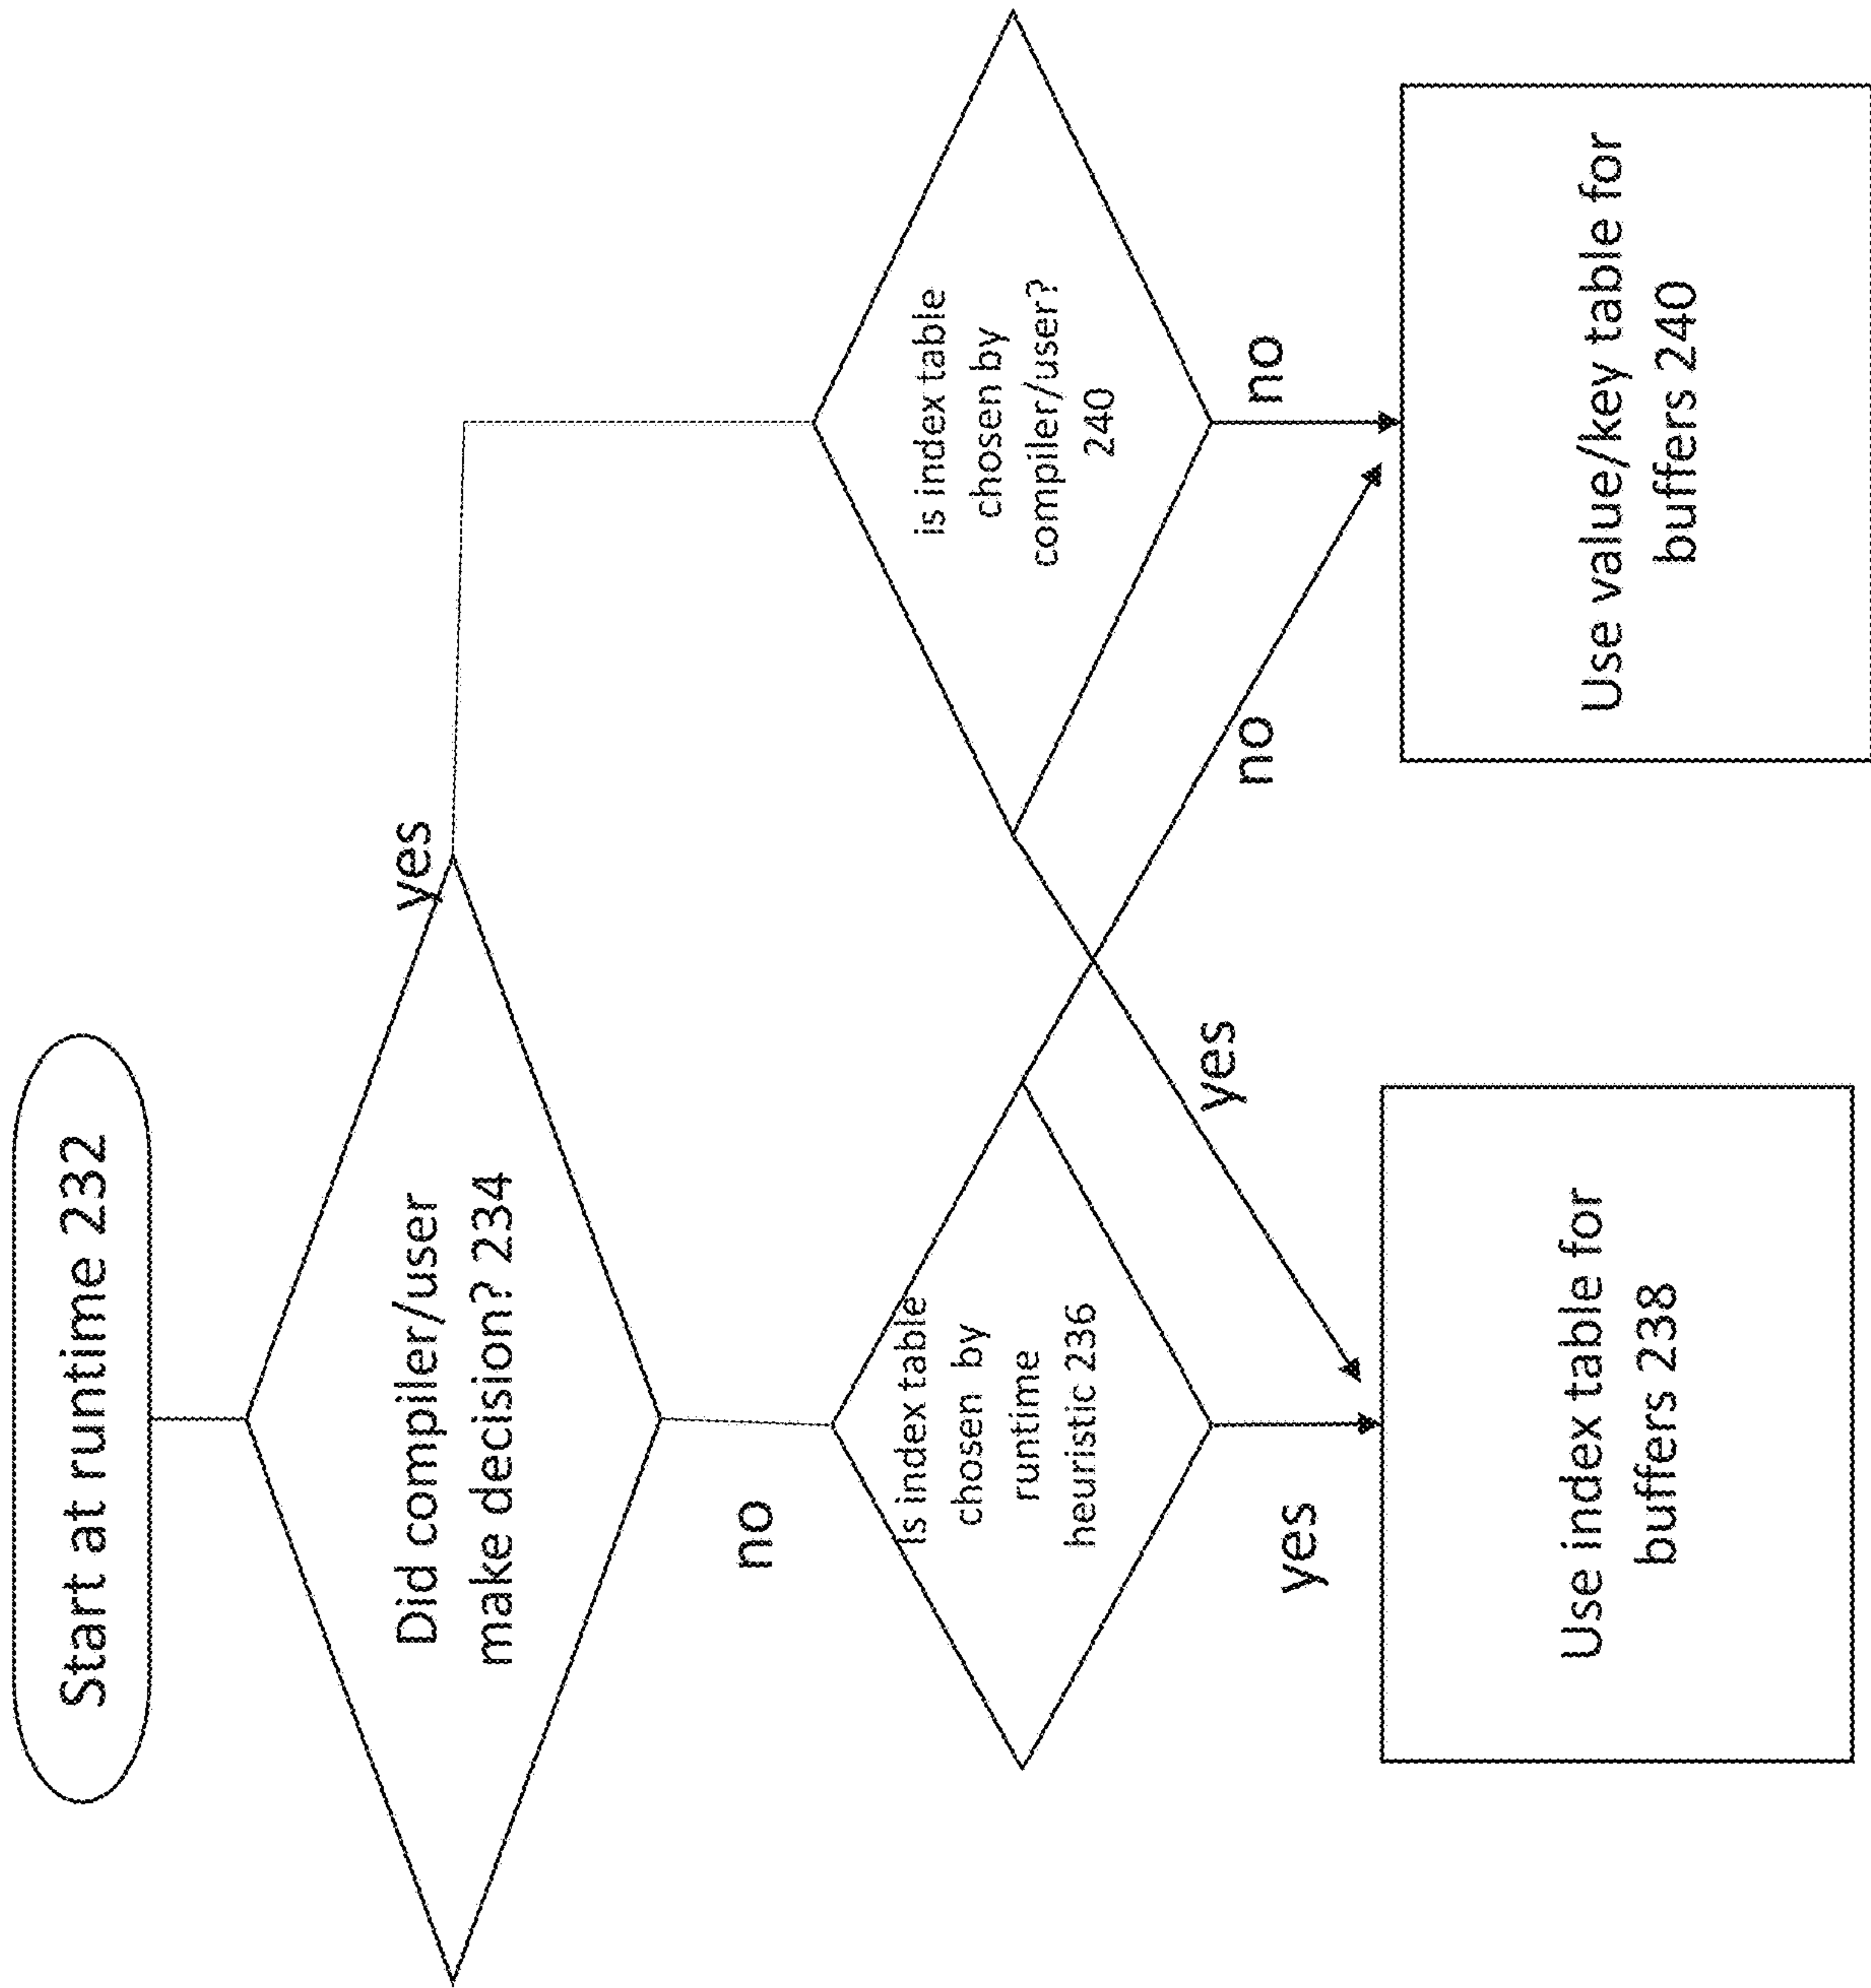 Start at runtime 232
Did compiler/user
make decision? 234
yes
no
Is index table
chosen by
runtime
heuristic 236
is index table
chosen by
compiler/user?
240
yes
yes
no
no
Use index table for
buffers 238
Use value/key table for
buffers 240